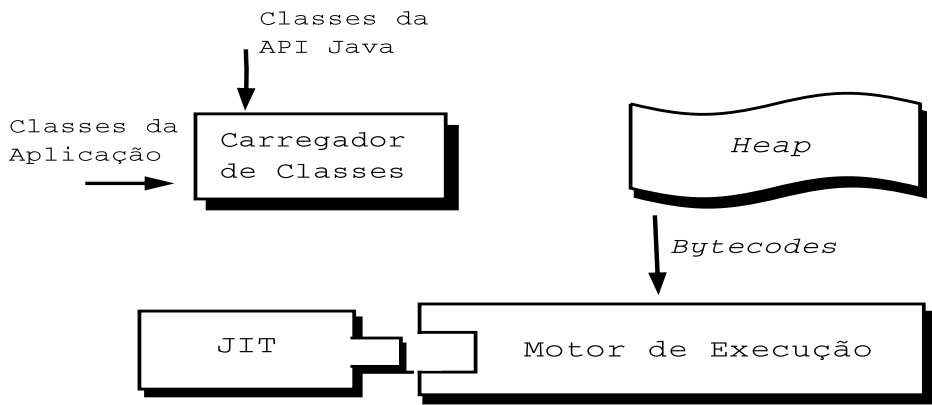 Classes da
API Java
Classes da
Aplicação
Carregador
de Classes
Heap
Bytecodes
JIT
Motor de Execução